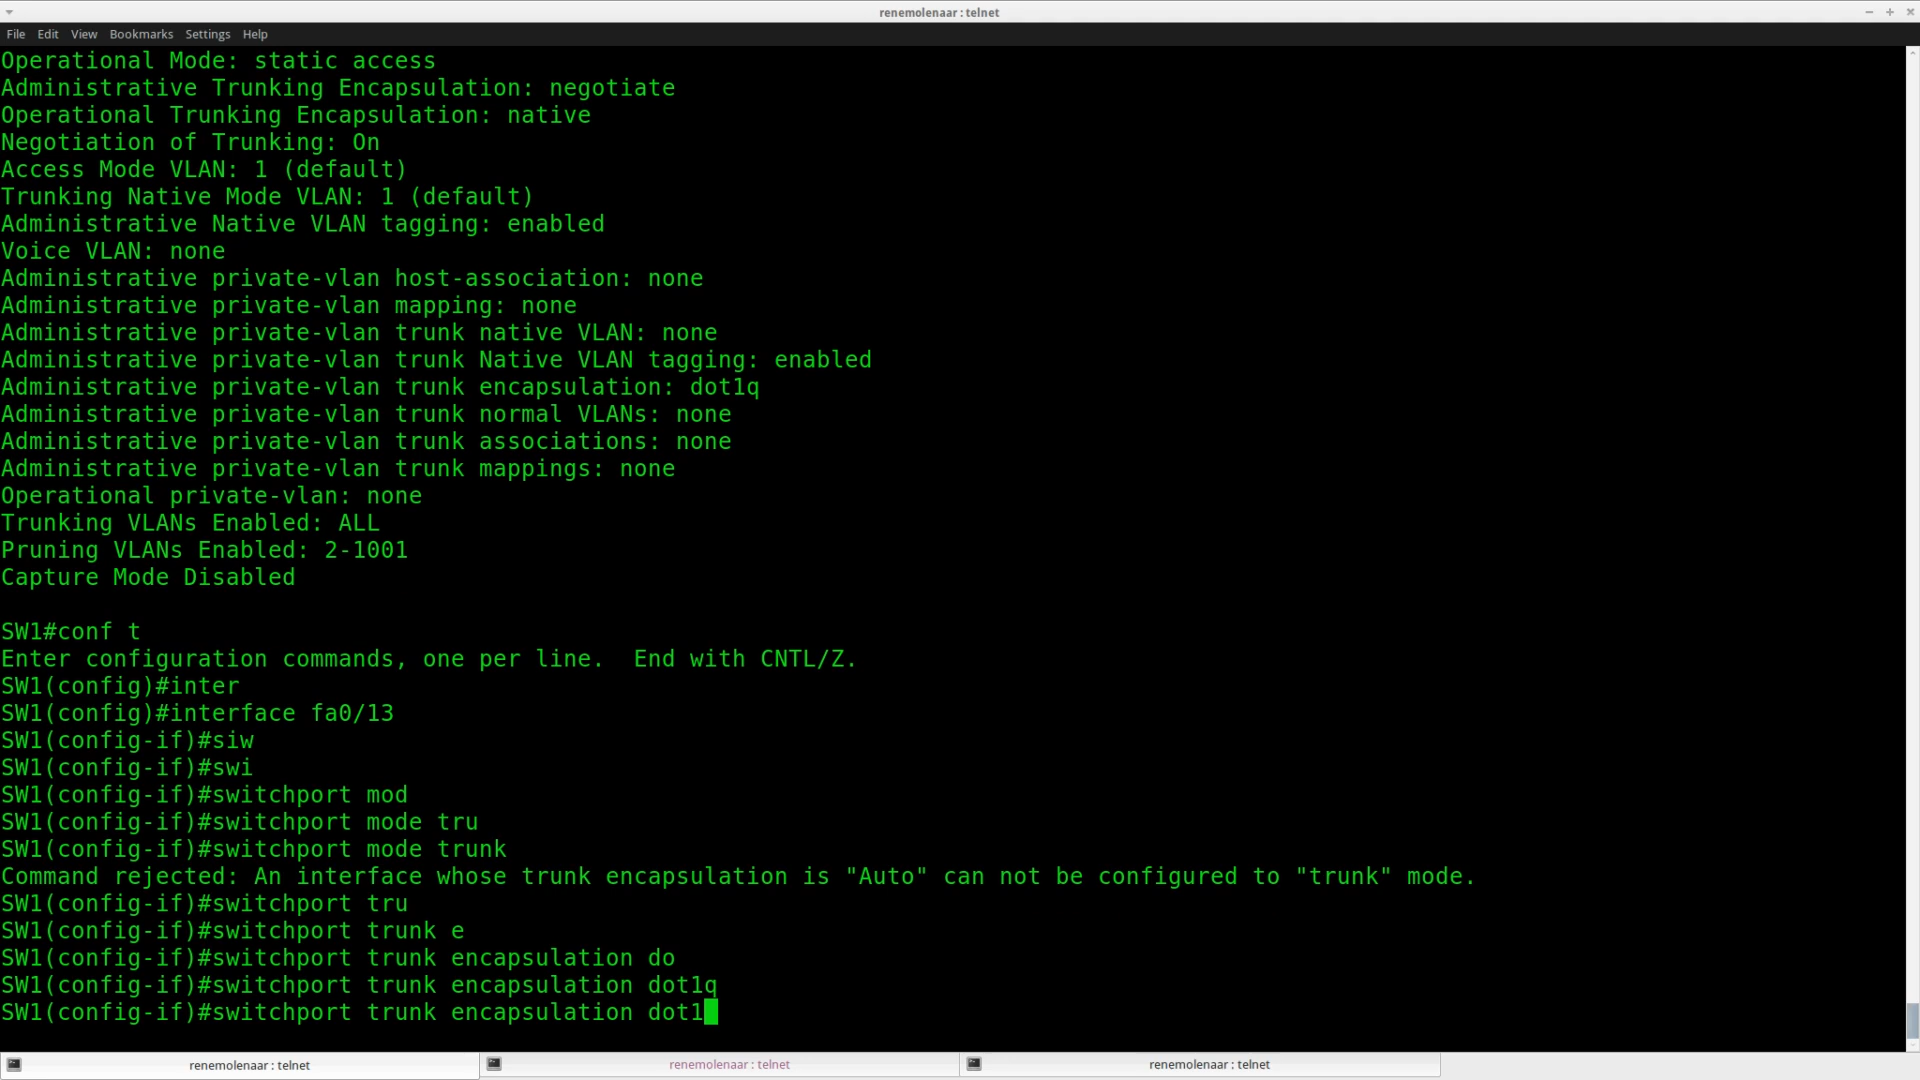 renemolenaar : telnet
File Edit View Bookmarks Settings Help
Operational Mode: static access
Administrative Trunking Encapsulation: negotiate
Operational Trunking Encapsulation: native
Negotiation of Trunking: On
Access Mode VLAN: 1 (default)
Trunking Native Mode VLAN: 1 (default)
Administrative Native VLAN tagging: enabled
Voice VLAN: none
Administrative private-vlan host-association: none
Administrative private-vlan mapping: none
Administrative private-vlan trunk native VLAN: none
Administrative private-vlan trunk Native VLAN tagging: enabled
Administrative private-vlan trunk encapsulation: dot1q
Administrative private-vlan trunk normal VLANs: none
Administrative private-vlan trunk associations: none
Administrative private-vlan trunk mappings: none
Operational private-vlan: none
Trunking VLANs Enabled: ALL
Pruning VLANs Enabled: 2-1001
Capture Mode Disabled
SW1#conf t
Enter configuration commands, one per line.  End with CNTL/Z.
SW1(config)#inter
SW1(config)#interface fa0/13
SW1(config-if)#siw
SW1(config-if)#swi
SW1(config-if)#switchport mod
SW1(config-if)#switchport mode tru
SW1(config-if)#switchport mode trunk
Command rejected: An interface whose trunk encapsulation is "Auto" can not be configured to "trunk" mode.
SW1(config-if)#switchport tru
SW1(config-if)#switchport trunk e
SW1(config-if)#switchport trunk encapsulation do
SW1(config-if)#switchport trunk encapsulation dot1q
SW1(config-if)#switchport trunk encapsulation dot1
renemolenaar : telnet
renemolenaar : telnet
renemolenaar : telnet